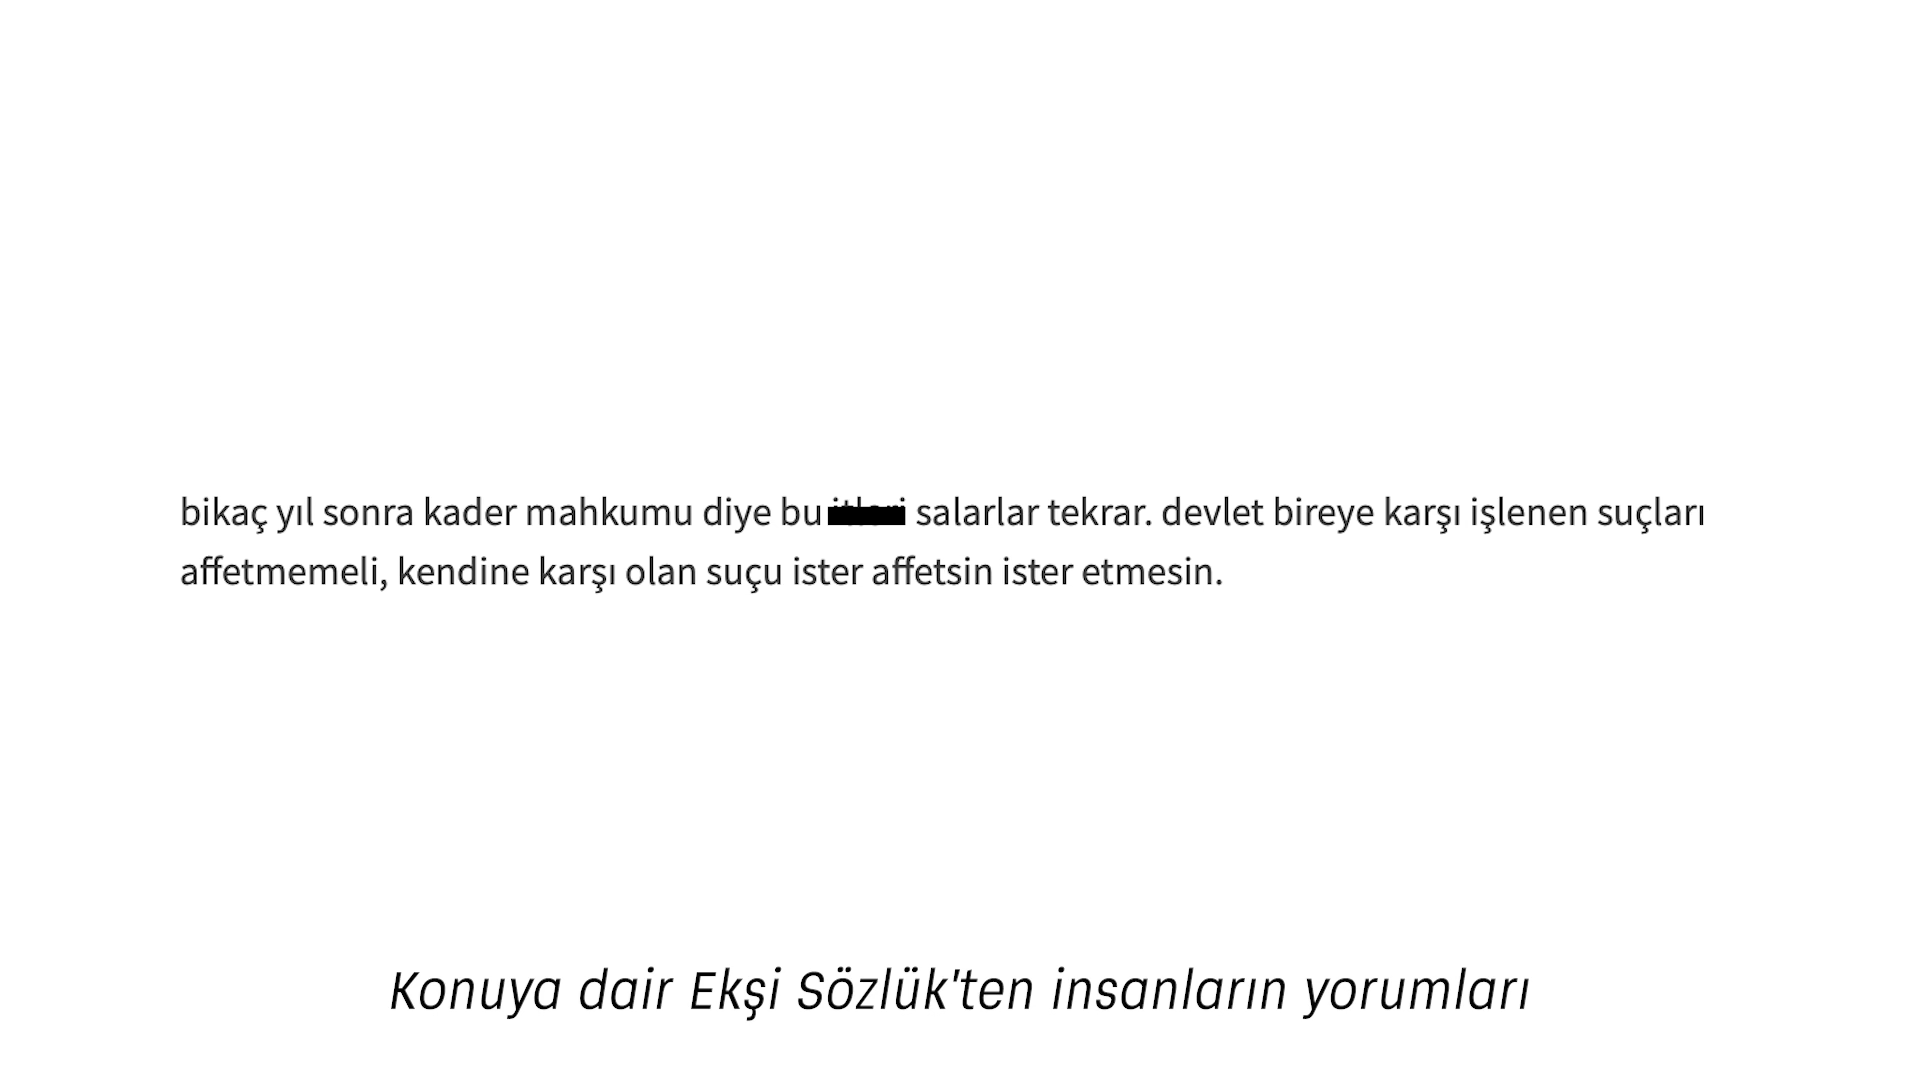 bikaç yıl sonra kader mahkumu diye bu salarlar tekrar. devlet bireye karşı işlenen suçları
affetmemeli, kendine karşı olan suçu ister affetsin ister etmesin.
Konuya dair Ekşi Sözlük'ten insanların yorumları